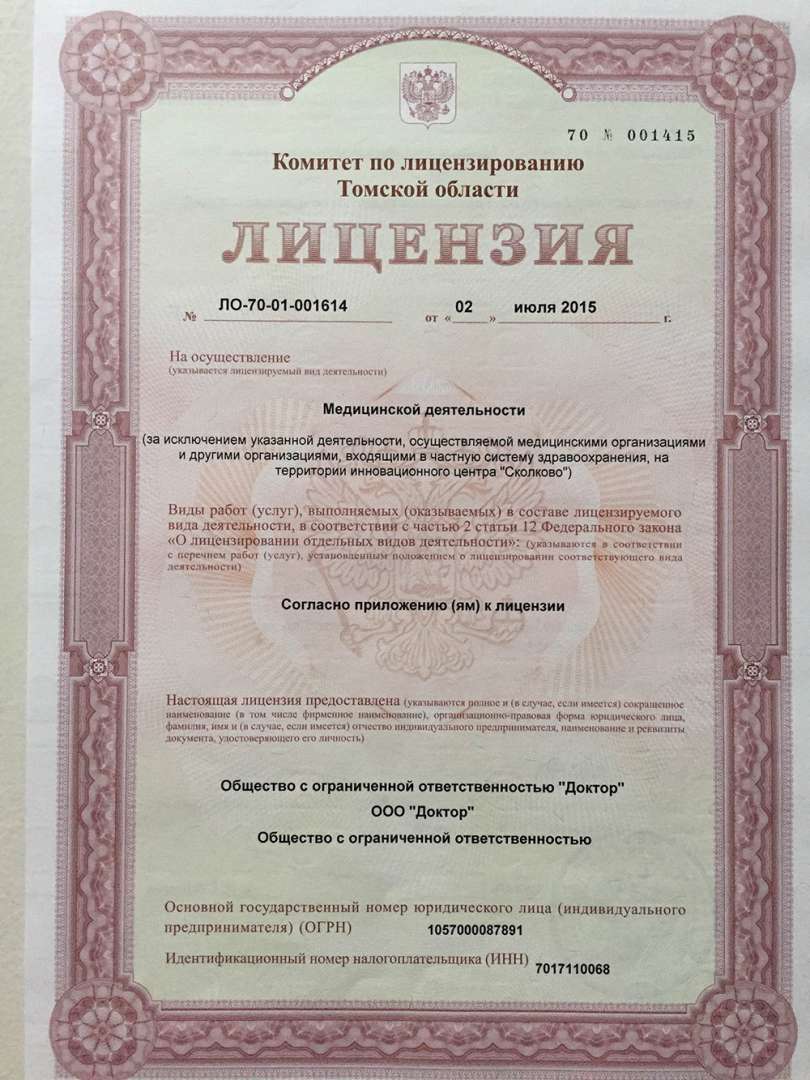 70 № 001415
Комитет по лицензированию
Томской области
ЛИЦЕНЗИЯ
№ ЛО-70-01-001614 от « 02 » июля 2015 г.
На осуществление
(указывается лицензируемый вид деятельности)
Медицинской деятельности
(за исключением указанной деятельности, осуществляемой медицинскими организациями
и другими организациями, входящими в частную систему здравоохранения, на
территории инновационного центра "Сколково")
Виды работ (услуг), выполняемых (оказываемых) в составе лицензируемого
вида деятельности, в соответствии с частью 2 статьи 12 Федерального закона
«О лицензировании отдельных видов деятельности»: (указываются в соответствии
с перечнем работ (услуг), установленным положением о лицензировании соответствующего вида
деятельности)
Согласно приложению (ям) к лицензии
Настоящая лицензия предоставлена (указываются полное и (в случае, если имеется) сокращенное
наименование (в том числе фирменное наименование), организационно-правовая форма юридического лица,
фамилия, имя и (в случае, если имеется) отчество индивидуального предпринимателя, наименование и реквизиты
документа, удостоверяющего его личность)
Общество с ограниченной ответственностью "Доктор"
ООО "Доктор"
Общество с ограниченной ответственностью
Основной государственный номер юридического лица (индивидуального
предпринимателя) (ОГРН) 1057000087891
Идентификационный номер налогоплательщика (ИНН) 7017110068